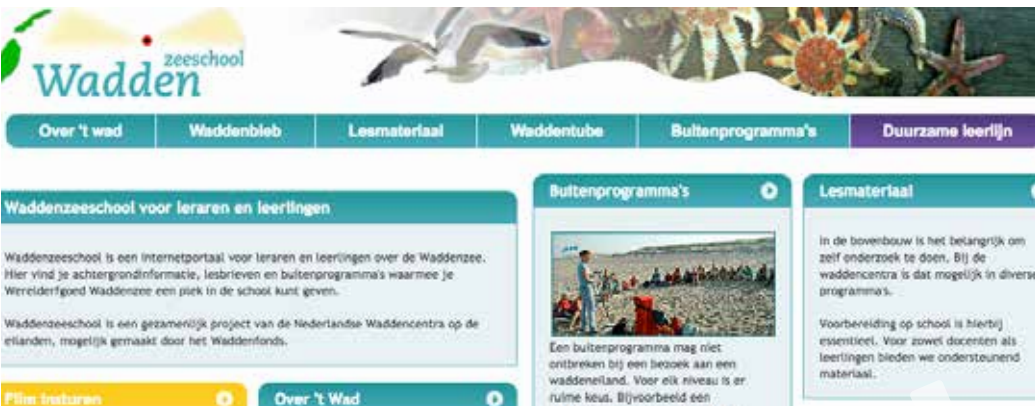 zeeschool
Wadden
Over 't wad
Waddenbieb
Lesmateriaal
Waddentube
Buitenprogramma's
Duurzame leerlijn
Waddenzeeschool voor leraren en leerlingen
Waddenzeeschool is een internetportaal voor leraren en leerlingen over de Waddenzee.
Hier vind je achtergrondinformatie, lesbrieven en buitenprogramma's waarmee je
Werelderfgoed Waddenzee een plek in de school kunt geven.
Waddenzeeschool is een gezamenlijk project van de Nederlandse Waddencentra op de
eilanden, mogelijk gemaakt door het Waddenfonds.
Film insturen
Over 't Wad
Buitenprogramma's
Een buitenprogramma mag niet
ontbreken bij een bezoek aan een
waddeneiland. Voor elk niveau is er
ruime keus. Bijvoorbeeld een
Lesmateriaal
In de bovenbouw is het belangrijk om
zelf onderzoek te doen. Bij de
waddencentra is dat mogelijk in diverse
programma's.
Voorbereiding op school is hierbij
essentieel. Voor zowel docenten als
leerlingen bieden we ondersteunend
materiaal.